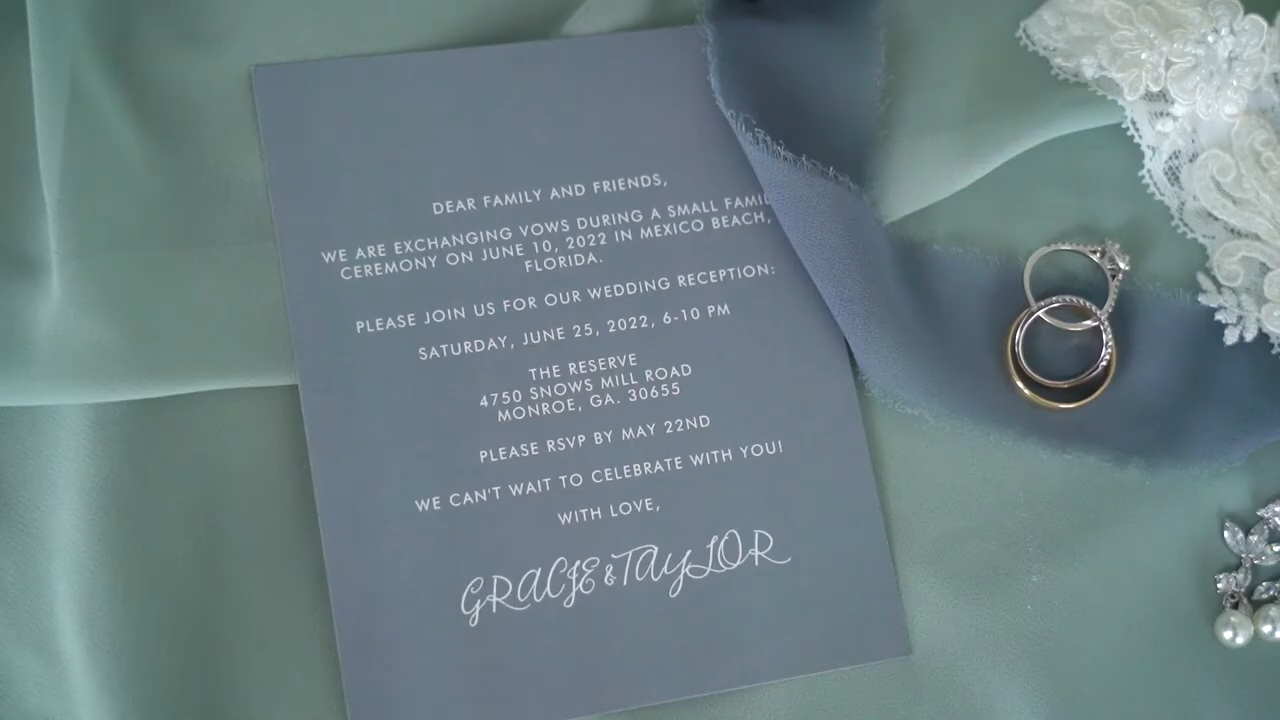 DEAR FAMILY AND FRIENDS,
WE ARE EXCHANGING VOWS DURING A SMALL FAMIL
CEREMONY ON JUNE 10, 2022 IN MEXICO BEACH,
FLORIDA.
PLEASE JOIN US FOR OUR WEDDING RECEPTION:
SATURDAY, JUNE 25, 2022, 6-10 PM
THE RESERVE
4750 SNOWS MILL ROAD
MONROE, GA. 30655
PLEASE RSVP BY MAY 22ND
WE CAN'T WAIT TO CELEBRATE WITH YOU!
WITH LOVE,
GRACIE & TAYLOR